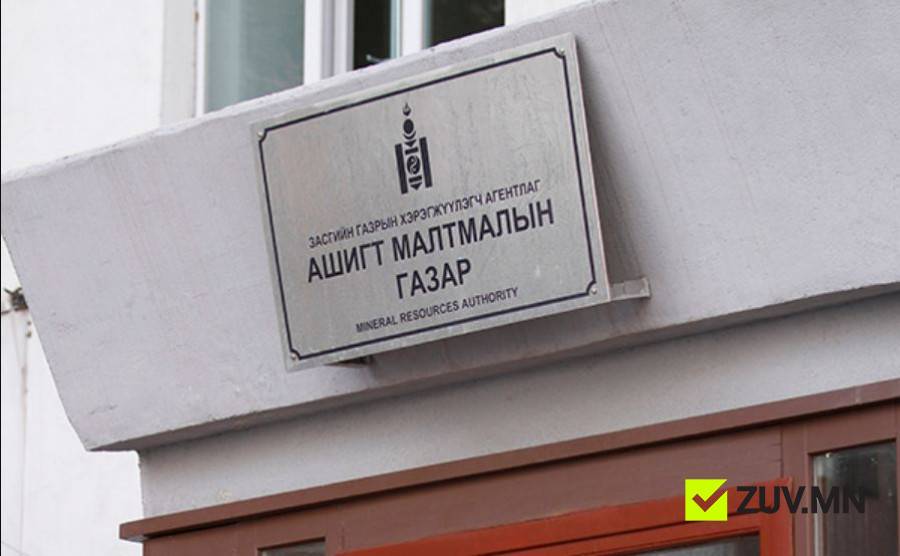 ЗАСГИЙН ГАЗРЫН ХЭРЭГЖҮҮЛЭГЧ АГЕНТЛАГ
АШИГТ МАЛТМАЛЫН
ГАЗАР
MINERAL RESOURCES AUTHORITY
ZUV.MN